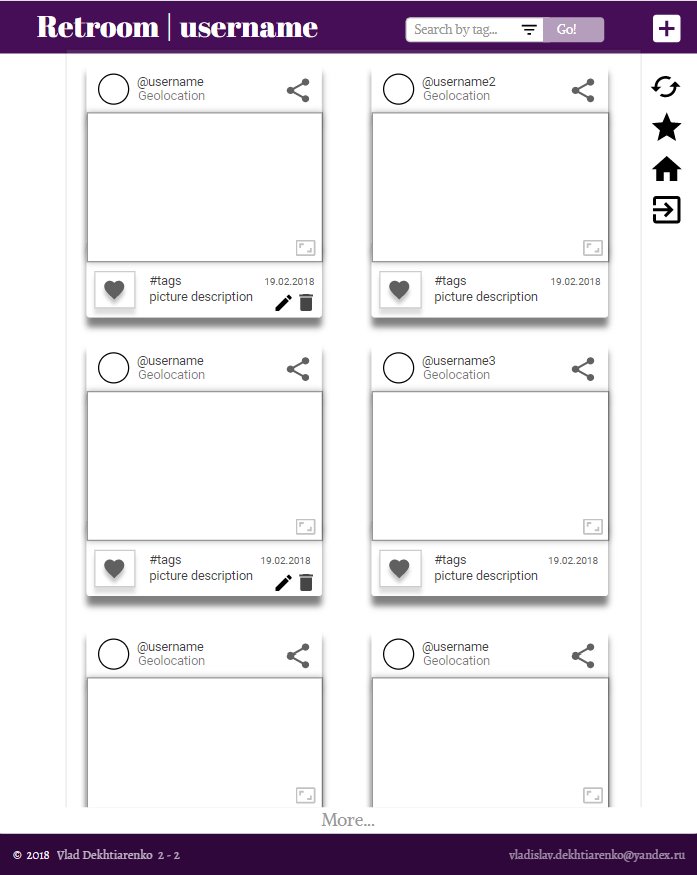 Retroom | username
Search by tag... Go!
@username
Geolocation
#tags 19.02.2018
picture description
@username2
Geolocation
#tags 19.02.2018
picture description
@username
Geolocation
#tags 19.02.2018
picture description
@username3
Geolocation
#tags 19.02.2018
picture description
@username
Geolocation
@username
Geolocation
More...
© 2018 Vlad Dekhtiarenko 2 - 2
vladislav.dekhtiarenko@yandex.ru